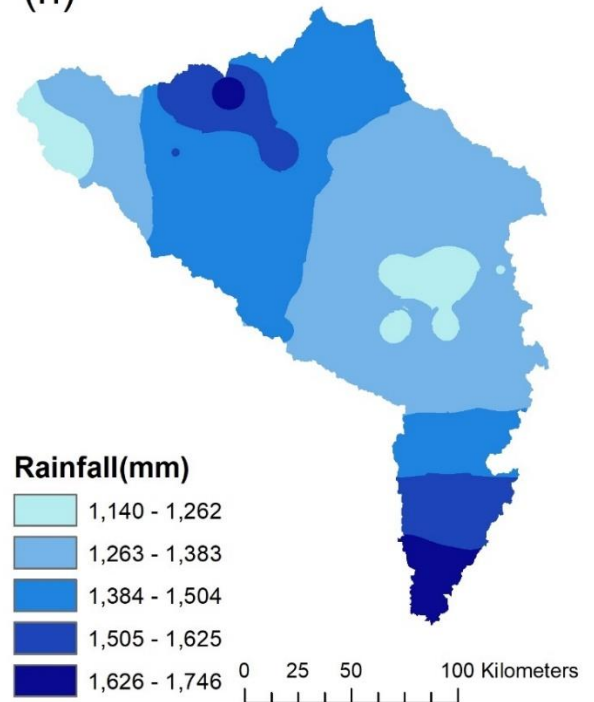 Rainfall(mm)
1,140 - 1,262
1,263 - 1,383
1,384 - 1,504
1,505 - 1,625
1,626 - 1,746
0 25 50 100 Kilometers